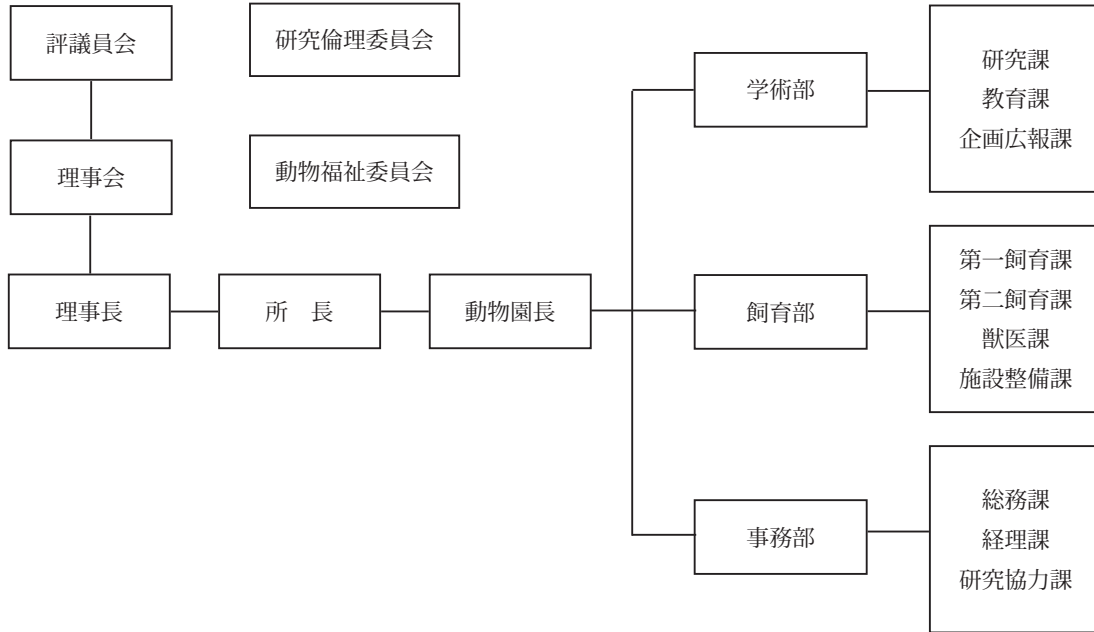 評議員会
研究倫理委員会
理事会
動物福祉委員会
理事長
所　長
動物園長
学術部
研究課
教育課
企画広報課
飼育部
第一飼育課
第二飼育課
獣医課
施設整備課
事務部
総務課
経理課
研究協力課